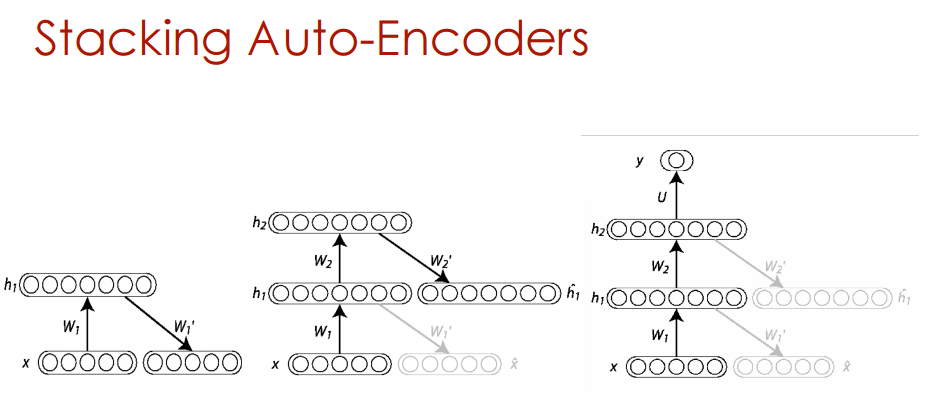 Stacking Auto-Encoders
h₁
W₁
W₁'
x
h₂
W₂
W₂'
h₁
ĥ₁
W₁
W₁'
x
x̂
y
U
h₂
W₂
W₂'
h₁
ĥ₁
W₁
W₁'
x
x̂